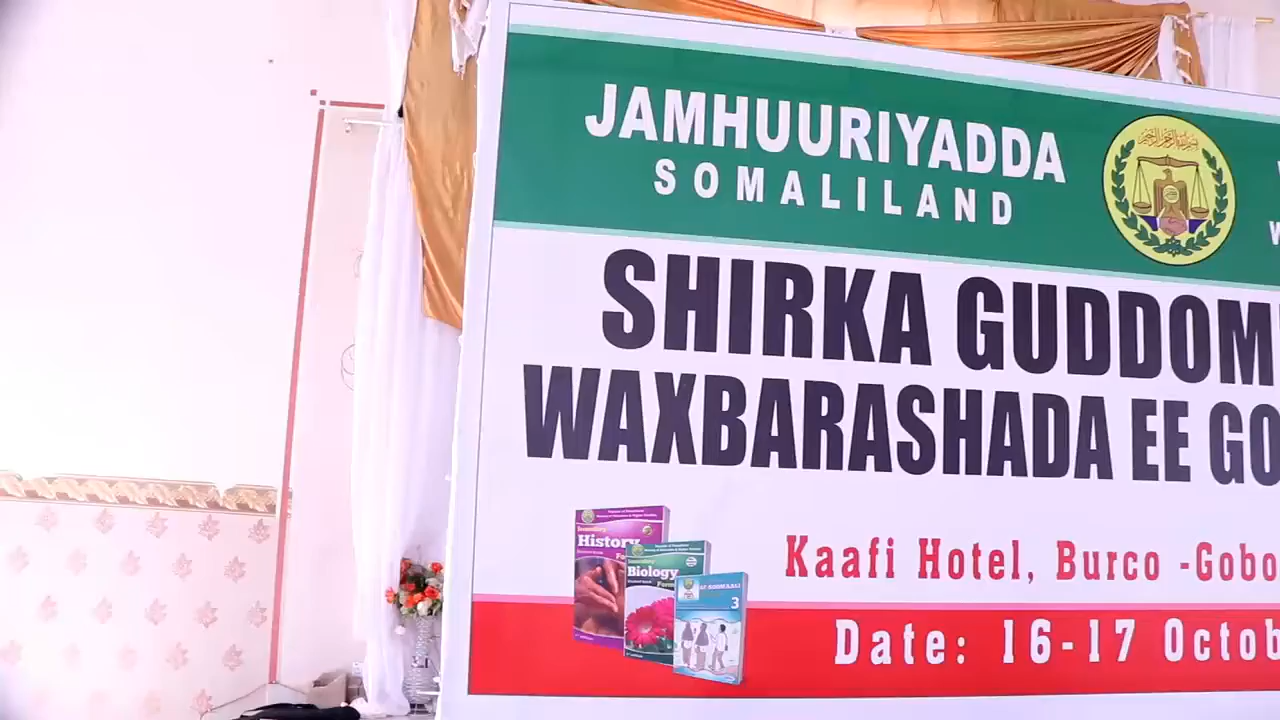 JAMHUURIYADDA
SOMALILAND
SHIRKA GUDDOM
WAXBARASHADA EE GO
Kaafi Hotel, Burco -Gobo
Date: 16-17 Octob
History
Biology
3